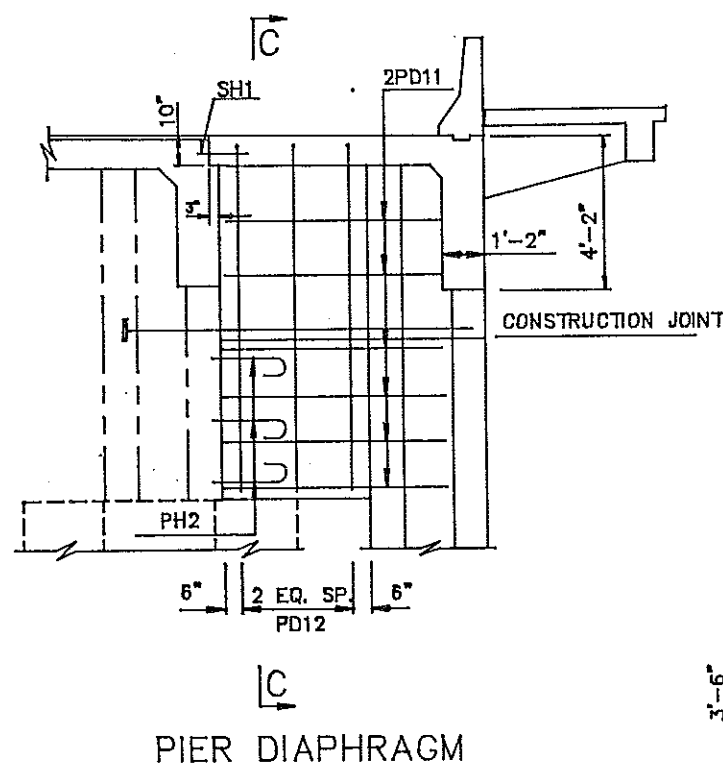 C
2PD11
SH1
10"
3"
1'-2"
4'-2"
CONSTRUCTION JOINT
PH2
6" 2 EQ. SP. 6"
PD12
C
3'-6"
PIER DIAPHRAGM